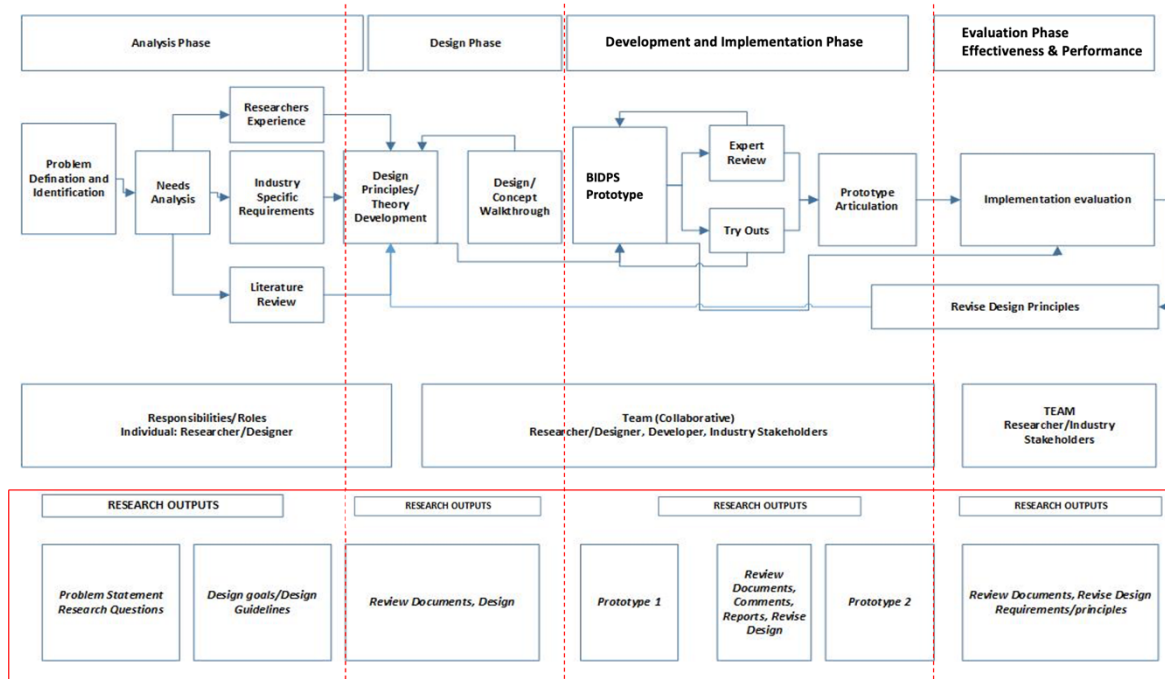 Analysis Phase
Design Phase
Development and Implementation Phase
Evaluation Phase
Effectiveness & Performance
Problem
Defination and
Identification
Needs
Analysis
Researchers
Experience
Industry
Specific
Requirements
Literature
Review
Design
Principles/
Theory
Development
Design/
Concept
Walkthrough
BIDPS
Prototype
Expert
Review
Try Outs
Prototype
Articulation
Implementation evaluation
Revise Design Principles
Responsibilities/Roles
Individual: Researcher/Designer
Team (Collaborative)
Researcher/Designer, Developer, Industry Stakeholders
TEAM
Researcher/Industry
Stakeholders
RESEARCH OUTPUTS
RESEARCH OUTPUTS
RESEARCH OUTPUTS
RESEARCH OUTPUTS
Problem Statement
Research Questions
Design goals/Design
Guidelines
Review Documents, Design
Prototype 1
Review
Documents,
Comments,
Reports, Revise
Design
Prototype 2
Review Documents, Revise Design
Requirements/principles